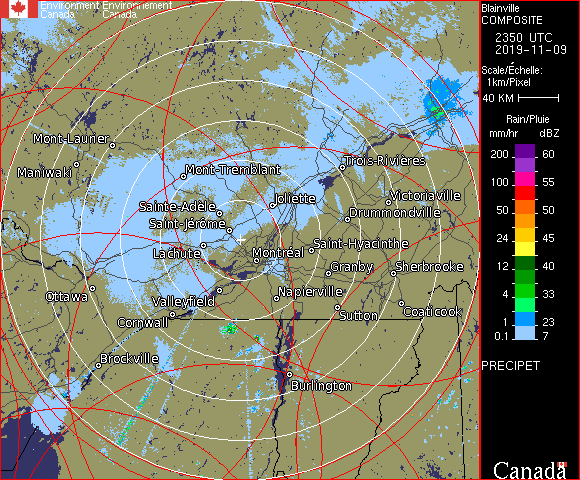 Environment Environnement
Canada Canada
Blainville
COMPOSITE
2350 UTC
2019-11-09
Scale/Échelle:
1km/Pixel
40 KM
Rain/Pluie
mm/hr dBZ
200 60
100 55
50 50
24 45
12 40
4 33
1 23
0.1 7
PRECIPET
Mont-Laurier
Maniwaki
Mont-Tremblant
Trois-Rivières
Sainte-Adèle
Joliette
Victoriaville
Drummondville
Saint-Jérôme
Lachute
Montréal
Saint-Hyacinthe
Granby
Sherbrooke
Ottawa
Valleyfield
Napierville
Cornwall
Sutton
Coaticook
Brockville
Burlington
Canada